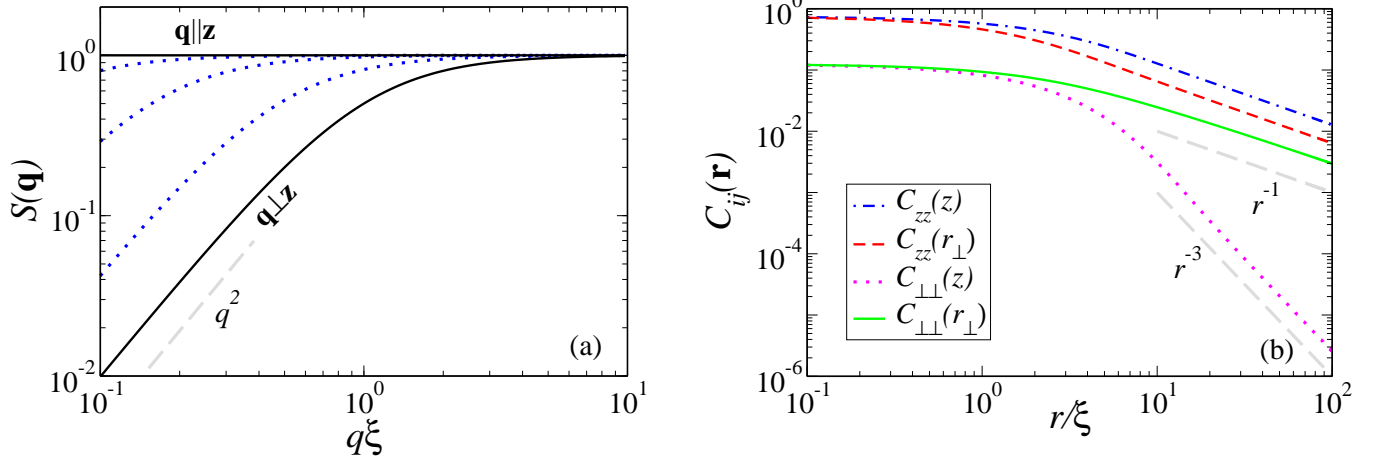 10^0
10^-1
10^-2
S(q)
q||z
q⊥z
q^2
(a)
10^-1
10^0
10^1
qξ
10^0
10^-2
10^-4
10^-6
C_ij(r)
C_zz(z)
C_zz(r_⊥)
C_⊥⊥(z)
C_⊥⊥(r_⊥)
r^-1
r^-3
(b)
10^-1
10^0
10^1
10^2
r/ξ